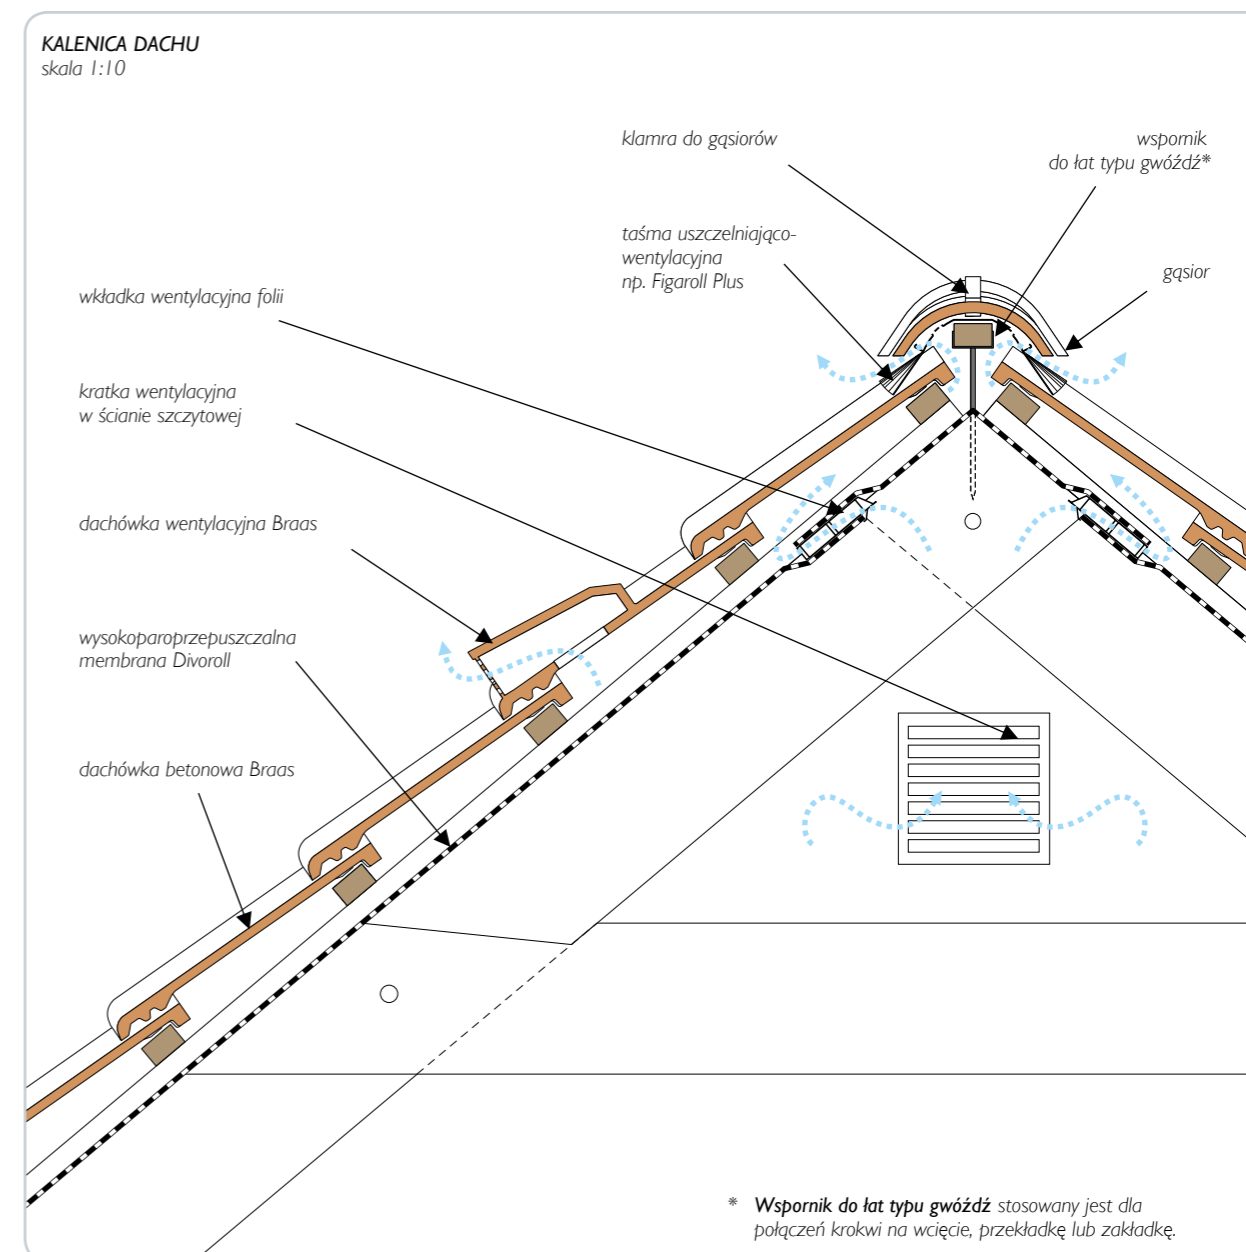 KALENICA DACHU
skala 1:10
klamra do gąsiorów
wspornik
do łat typu gwóźdź*
taśma uszczelniająco-
wentylacyjna
np. Figaroll Plus
gąsior
wkładka wentylacyjna folii
kratka wentylacyjna
w ścianie szczytowej
dachówka wentylacyjna Braas
wysokoparoprzepuszczalna
membrana Divoroll
dachówka betonowa Braas
* Wspornik do łat typu gwóźdź stosowany jest dla
połączeń krokwi na wcięcie, przekładkę lub zakładkę.